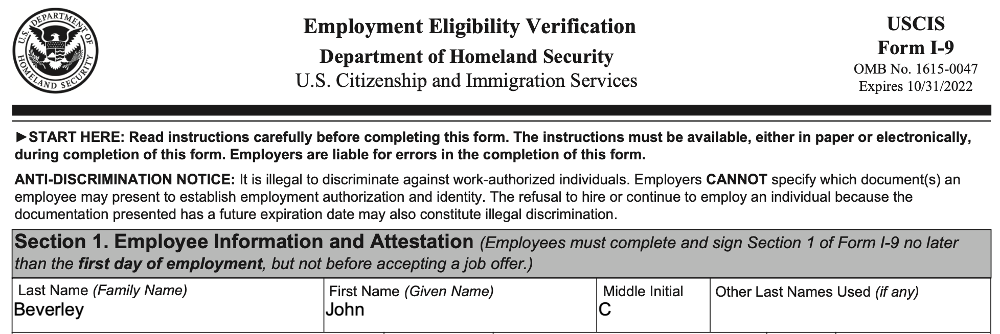 U.S. DEPARTMENT OF HOMELAND SECURITY
Employment Eligibility Verification
Department of Homeland Security
U.S. Citizenship and Immigration Services
USCIS
Form I-9
OMB No. 1615-0047
Expires 10/31/2022
►START HERE: Read instructions carefully before completing this form. The instructions must be available, either in paper or electronically,
during completion of this form. Employers are liable for errors in the completion of this form.
ANTI-DISCRIMINATION NOTICE: It is illegal to discriminate against work-authorized individuals. Employers CANNOT specify which document(s) an
employee may present to establish employment authorization and identity. The refusal to hire or continue to employ an individual because the
documentation presented has a future expiration date may also constitute illegal discrimination.
Section 1. Employee Information and Attestation (Employees must complete and sign Section 1 of Form I-9 no later
than the first day of employment, but not before accepting a job offer.)
Last Name (Family Name)
Beverley
First Name (Given Name)
John
Middle Initial
C
Other Last Names Used (if any)